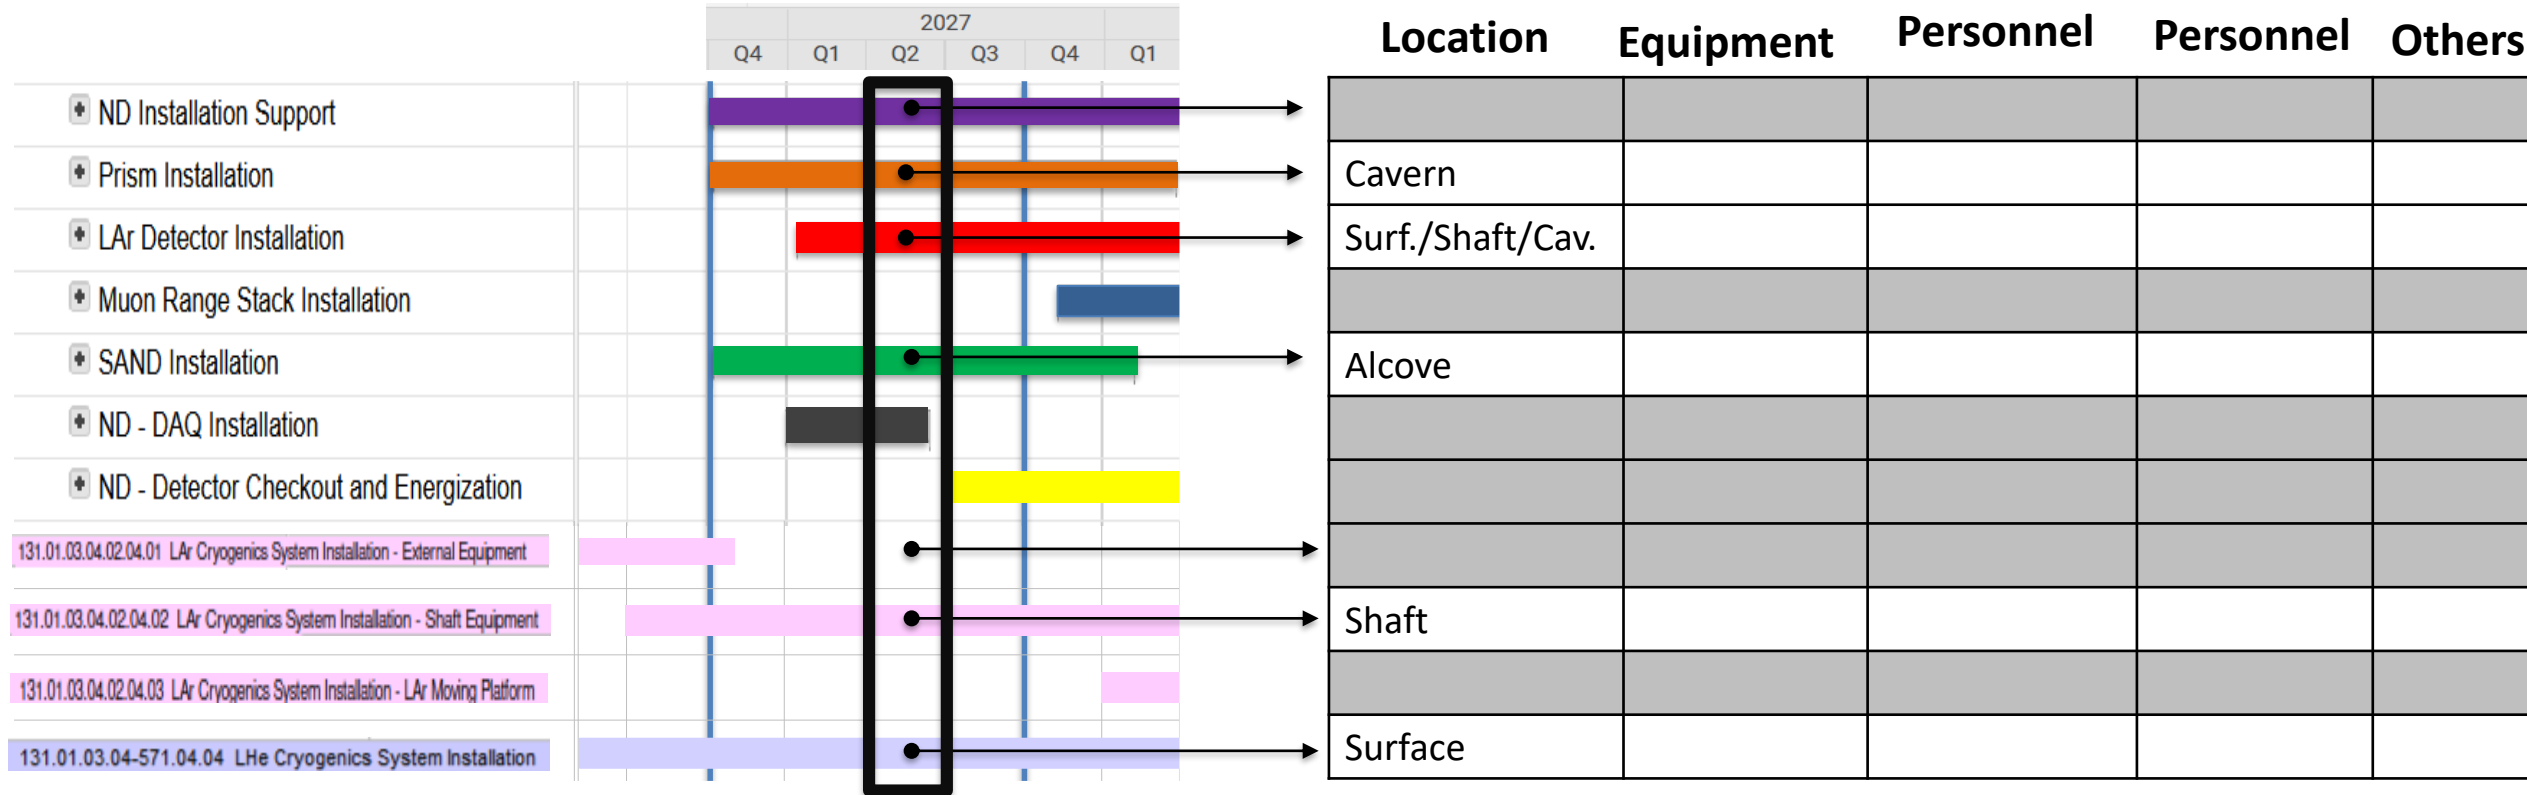 2027
Q4 Q1 Q2 Q3 Q4 Q1
Location Equipment Personnel Personnel Others
ND Installation Support
Prism Installation
Cavern
LAr Detector Installation
Surf./Shaft/Cav.
Muon Range Stack Installation
SAND Installation
Alcove
ND - DAQ Installation
ND - Detector Checkout and Energization
131.01.03.04.02.04.01 LAr Cryogenics System Installation - External Equipment
131.01.03.04.02.04.02 LAr Cryogenics System Installation - Shaft Equipment
Shaft
131.01.03.04.02.04.03 LAr Cryogenics System Installation - LAr Moving Platform
131.01.03.04-571.04.04 LHe Cryogenics System Installation
Surface